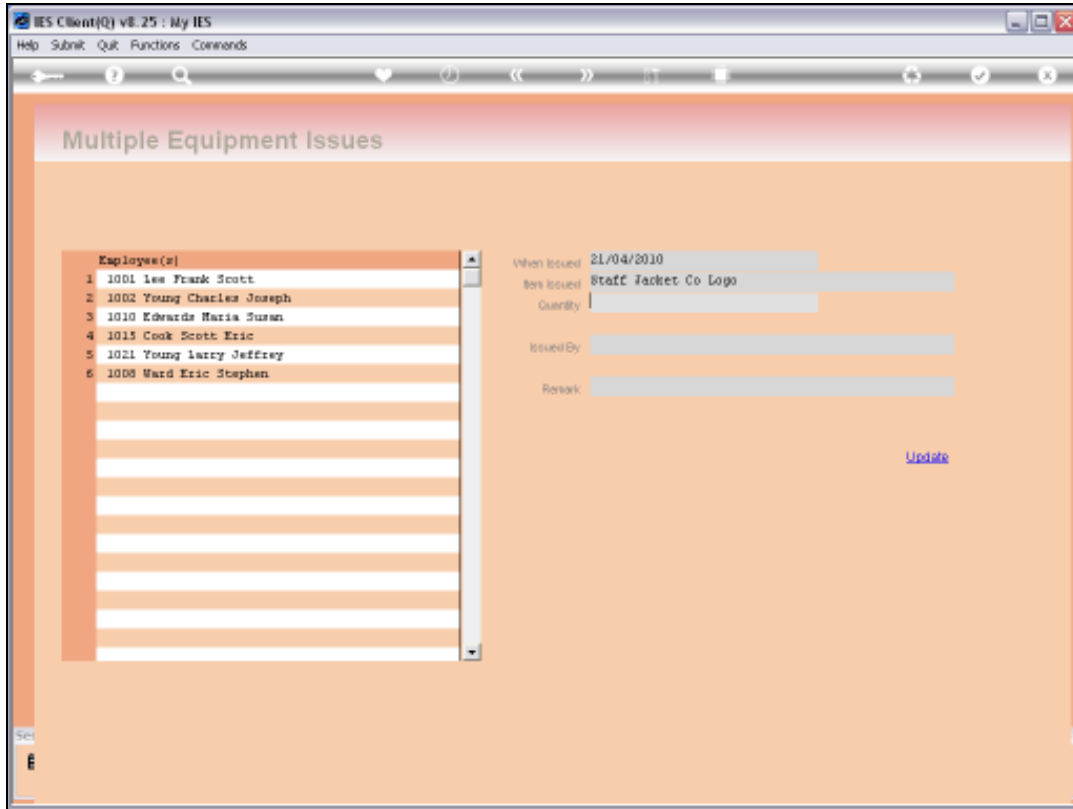 IES Client(Q) v8.25 : My IES
Help Submit Quit Functions Commands
Multiple Equipment Issues
Employee(s)
1 1001 Lee Frank Scott
2 1002 Young Charles Joseph
3 1010 Edwards Maria Susan
4 1015 Cook Scott Eric
5 1021 Young Larry Jeffrey
6 1008 Ward Eric Stephen
When Issued 21/04/2010
Item Issued Staff Jacket Co Logo
Quantity
Issued By
Remark
Update
Ses